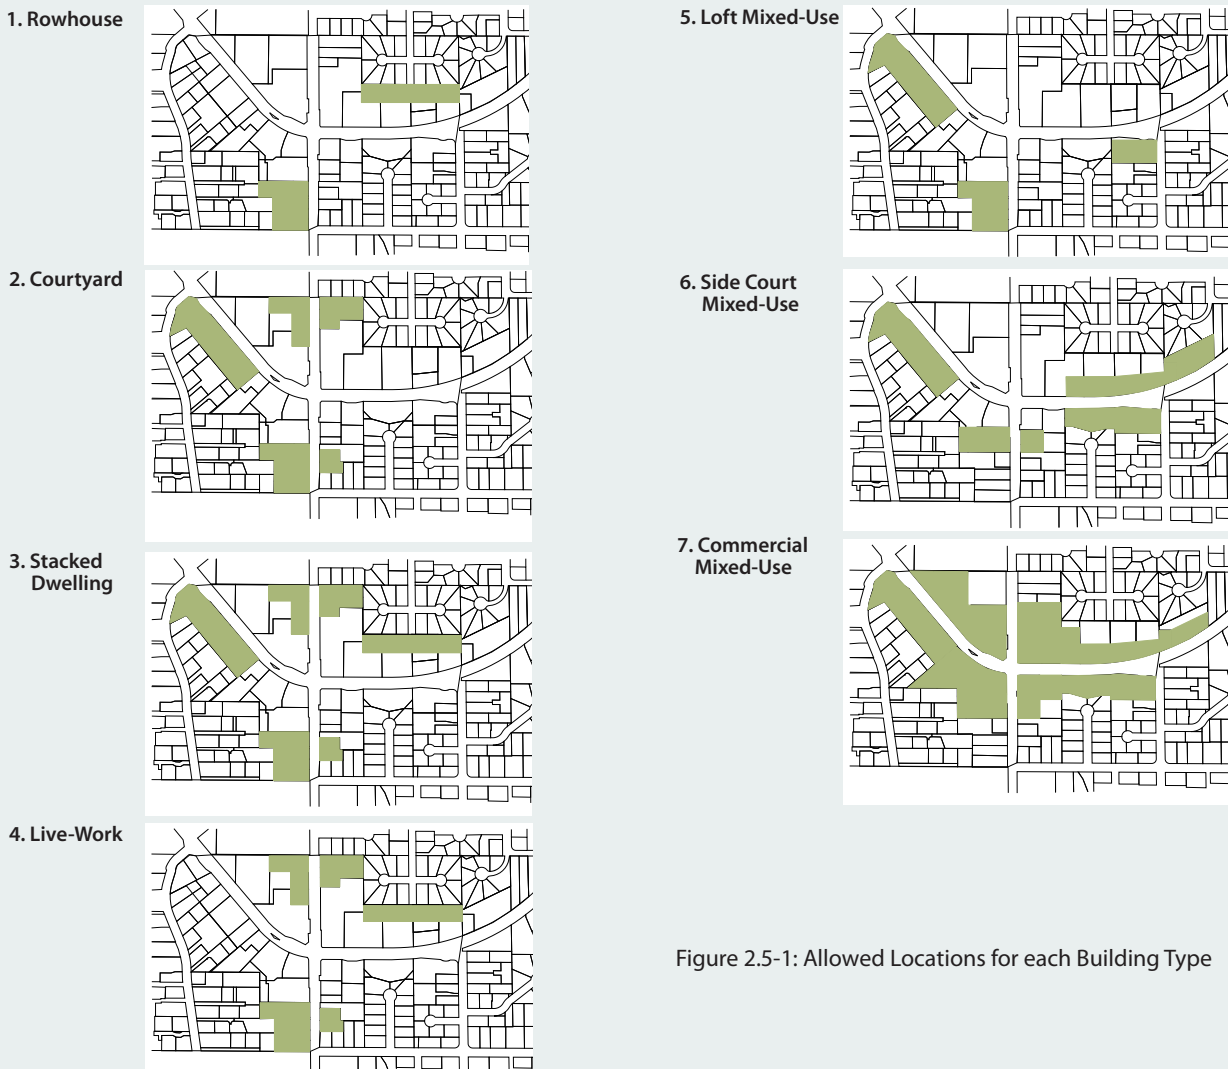 1. Rowhouse
2. Courtyard
3. Stacked
Dwelling
4. Live-Work
5. Loft Mixed-Use
6. Side Court
Mixed-Use
7. Commercial
Mixed-Use
Figure 2.5-1: Allowed Locations for each Building Type